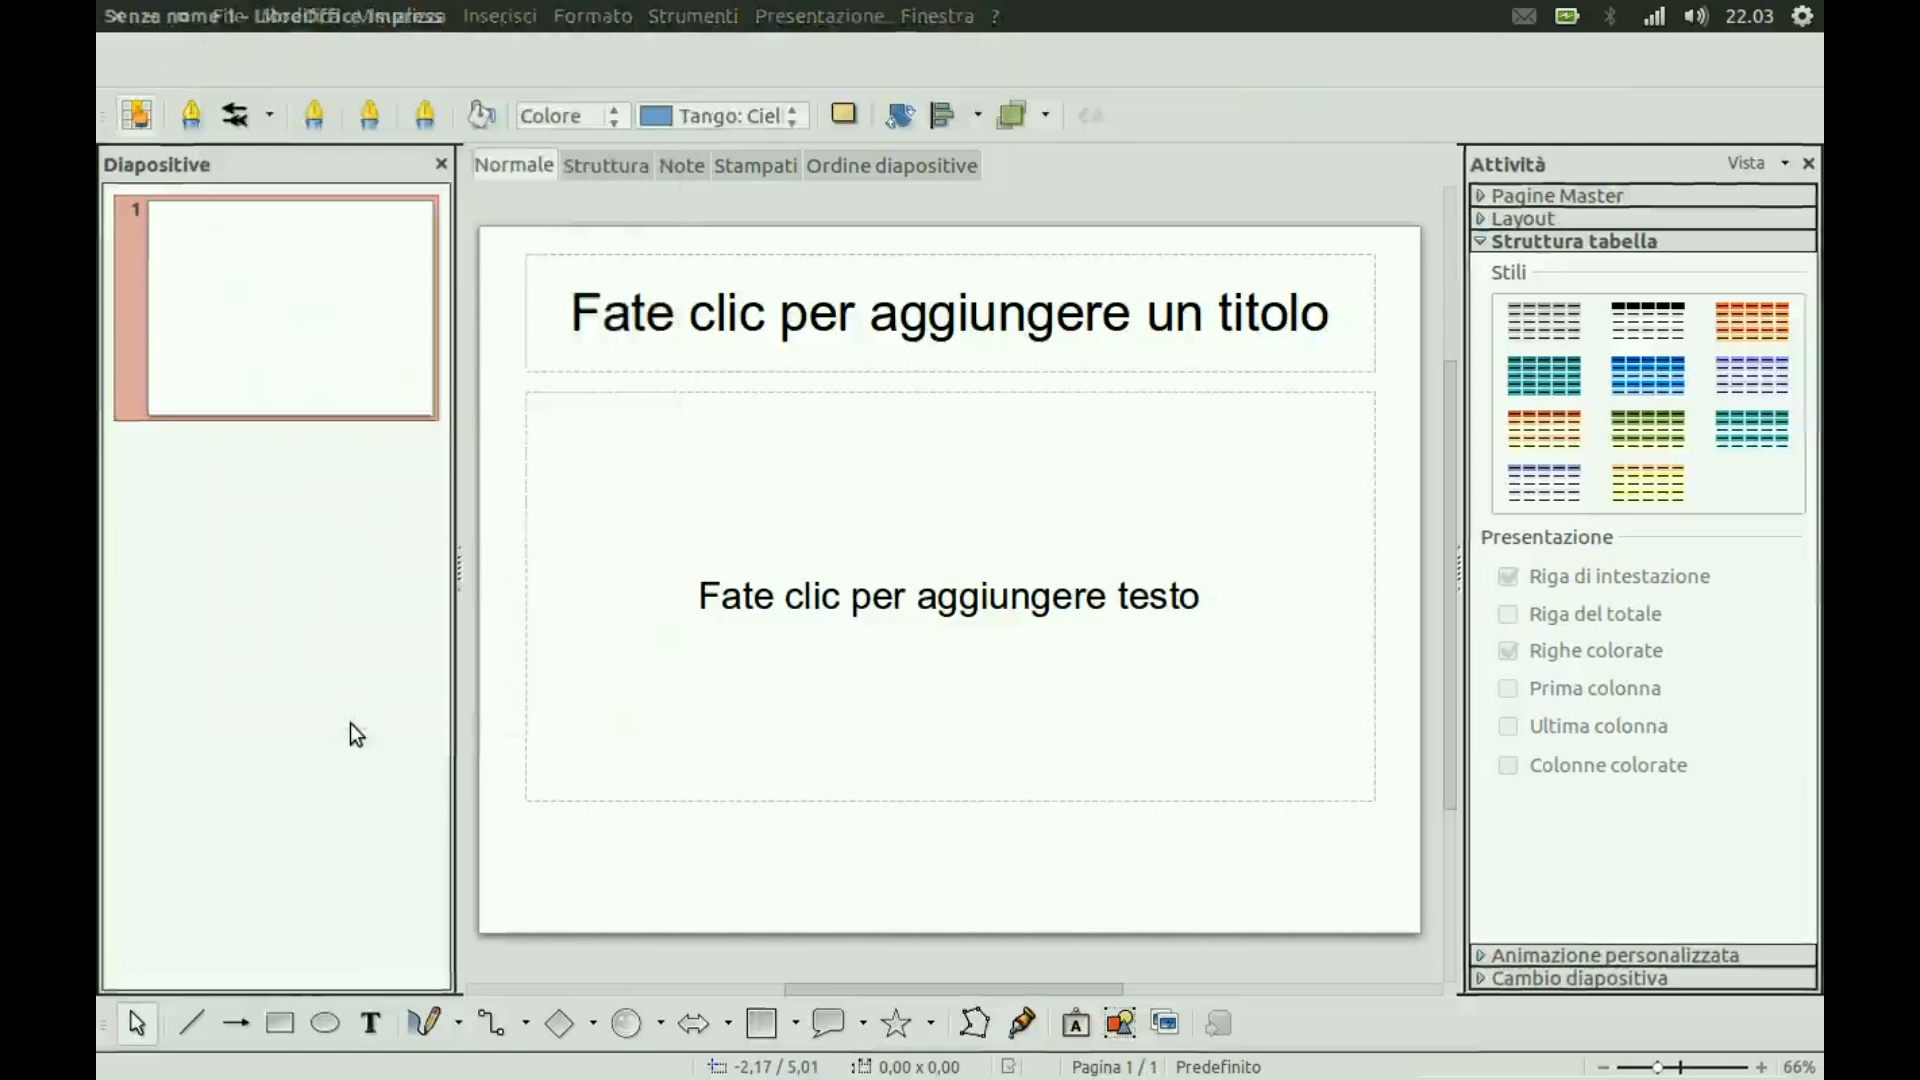 Inserisci Formato Strumenti Presentazione Finestra ?
22.03
Colore Tango: Ciel
Diapositive
Normale Struttura Note Stampati Ordine diapositive
Attività Vista
1
Pagine Master
Layout
Struttura tabella
Stili
Fate clic per aggiungere un titolo
Fate clic per aggiungere testo
Presentazione
Riga di intestazione
Riga del totale
Righe colorate
Prima colonna
Ultima colonna
Colonne colorate
Animazione personalizzata
Cambio diapositiva
-2,17 / 5,01 0,00 x 0,00 Pagina 1 / 1 Predefinito 66%